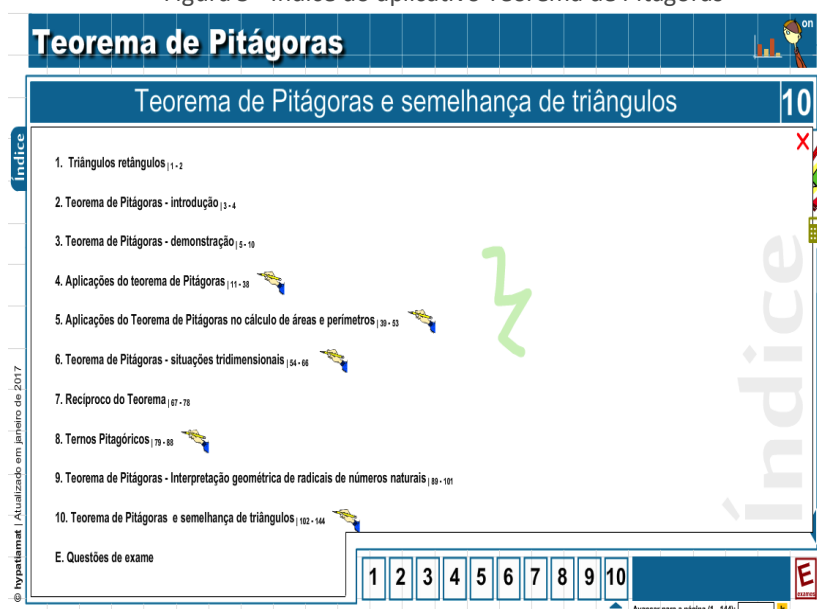 Teorema de Pitágoras
on
Teorema de Pitágoras e semelhança de triângulos
10
Índice
1. Triângulos retângulos | 1 - 2
2. Teorema de Pitágoras - introdução | 3 - 4
3. Teorema de Pitágoras - demonstração | 5 - 10
4. Aplicações do teorema de Pitágoras | 11 - 38
5. Aplicações do Teorema de Pitágoras no cálculo de áreas e perímetros | 39 - 53
6. Teorema de Pitágoras - situações tridimensionais | 54 - 66
7. Recíproco do Teorema | 67 - 78
8. Ternos Pitagóricos | 79 - 88
9. Teorema de Pitágoras - Interpretação geométrica de radicais de números naturais | 89 - 101
10. Teorema de Pitágoras e semelhança de triângulos | 102 - 144
E. Questões de exame
Índice
© hypatiamat | Atualizado em janeiro de 2017
1 2 3 4 5 6 7 8 9 10
E
exames